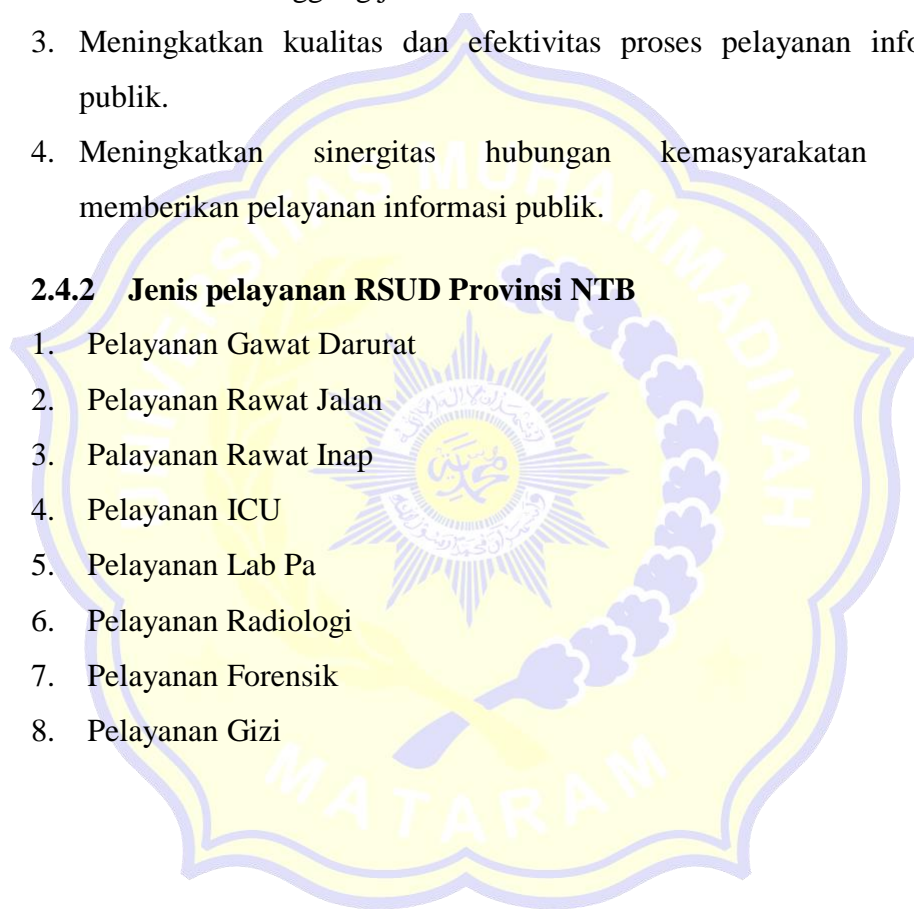 3. Meningkatkan kualitas dan efektivitas proses pelayanan info
publik.
4. Meningkatkan sinergitas hubungan kemasyarakatan
memberikan pelayanan informasi publik.
2.4.2 Jenis pelayanan RSUD Provinsi NTB
1. Pelayanan Gawat Darurat
2. Pelayanan Rawat Jalan
3. Palayanan Rawat Inap
4. Pelayanan ICU
5. Pelayanan Lab Pa
6. Pelayanan Radiologi
7. Pelayanan Forensik
8. Pelayanan Gizi
UNIVERSITAS MUHAMMADIYAH
MATARAM